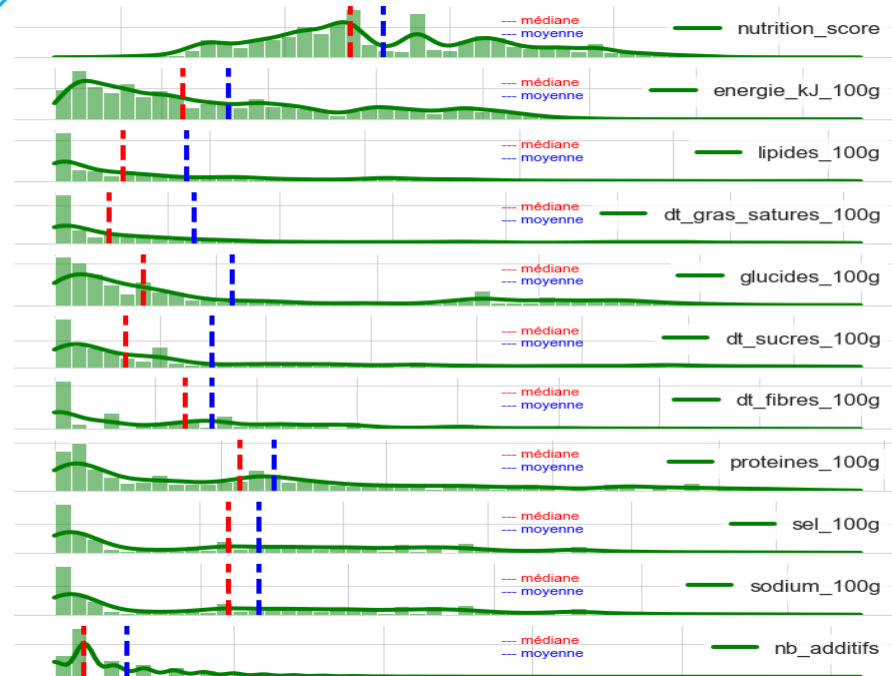 --- médiane
--- moyenne
nutrition_score
--- médiane
--- moyenne
energie_kJ_100g
--- médiane
--- moyenne
lipides_100g
--- médiane
--- moyenne
dt_gras_satures_100g
--- médiane
--- moyenne
glucides_100g
--- médiane
--- moyenne
dt_sucres_100g
--- médiane
--- moyenne
dt_fibres_100g
--- médiane
--- moyenne
proteines_100g
--- médiane
--- moyenne
sel_100g
--- médiane
--- moyenne
sodium_100g
--- médiane
--- moyenne
nb_additifs